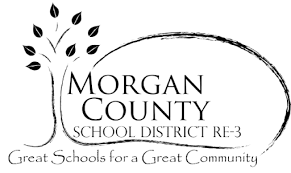 MORGAN
COUNTY
SCHOOL DISTRICT RE-3
Great Schools for a Great Community